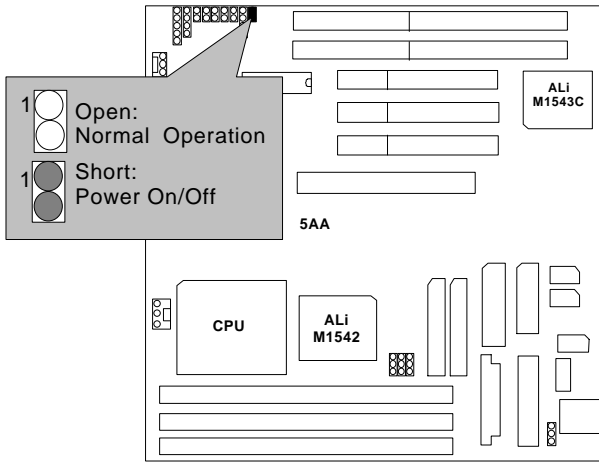 ALi
M1543C
1
Open:
Normal Operation
1
Short:
Power On/Off
5AA
CPU
ALi
M1542